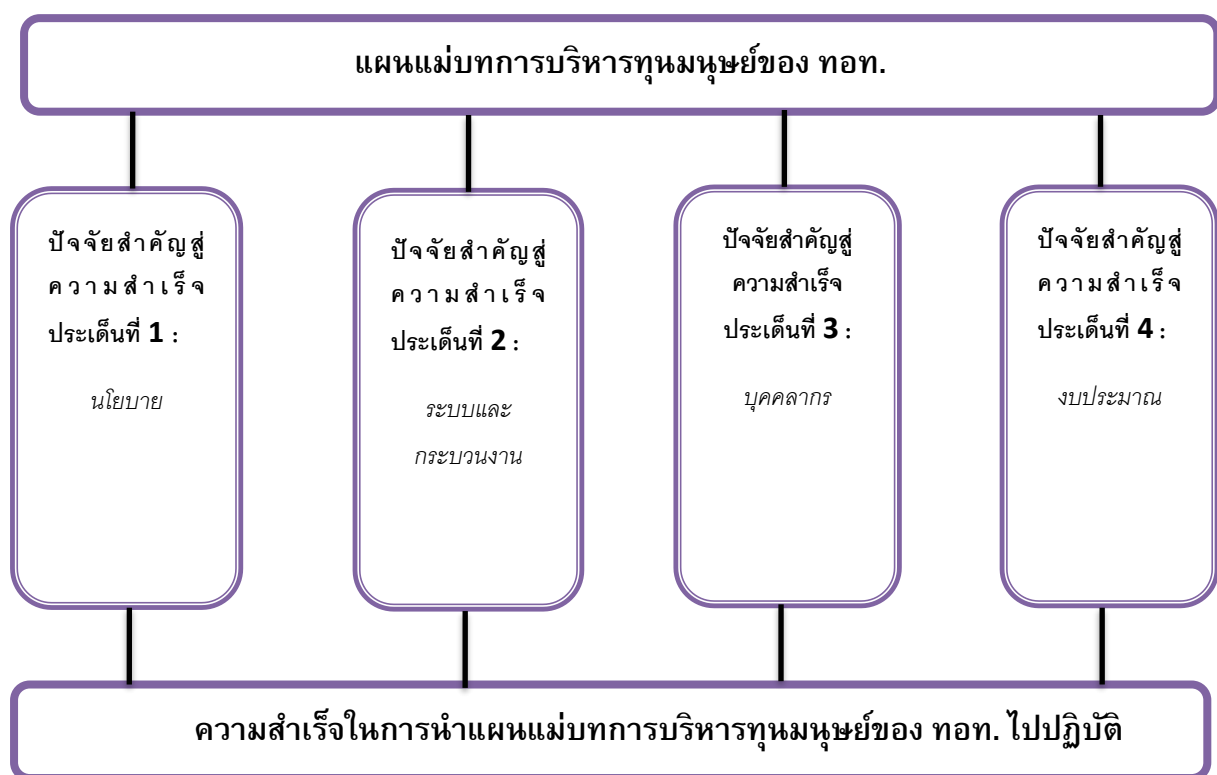 แผนแม่บทการบริหารทุนมนุษย์ของ ทอท.
ปัจจัยสำคัญสู่
ความสำเร็จ
ประเด็นที่ 1 :
นโยบาย
ปัจจัยสำคัญสู่
ความสำเร็จ
ประเด็นที่ 2 :
ระบบและ
กระบวนงาน
ปัจจัยสำคัญสู่
ความสำเร็จ
ประเด็นที่ 3 :
บุคคลากร
ปัจจัยสำคัญสู่
ความสำเร็จ
ประเด็นที่ 4 :
งบประมาณ
ความสำเร็จในการนำแผนแม่บทการบริหารทุนมนุษย์ของ ทอท. ไปปฏิบัติ